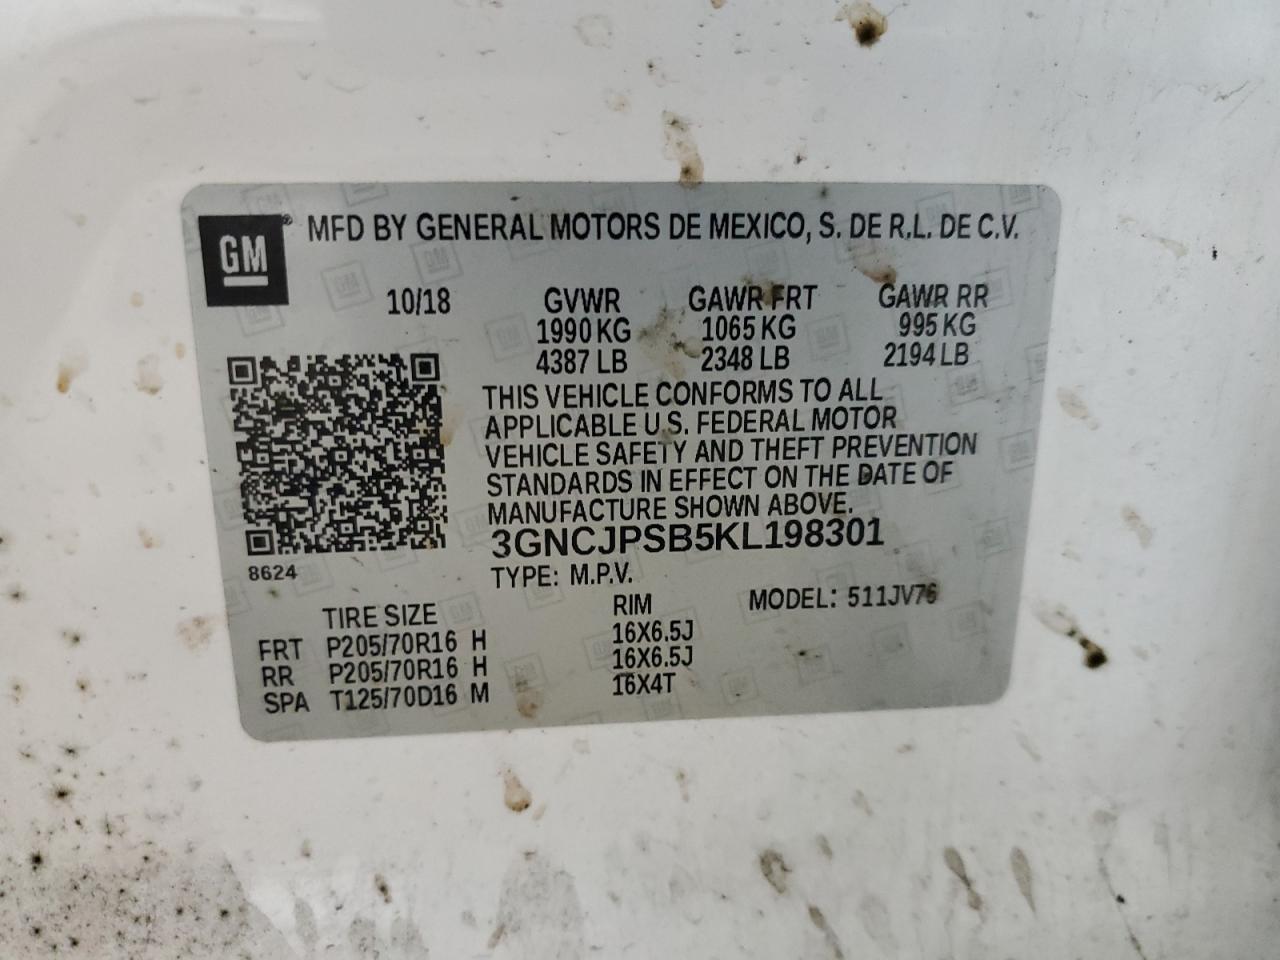 GM® MFD BY GENERAL MOTORS DE MEXICO, S. DE R.L. DE C.V.
10/18 GVWR GAWR FRT GAWR RR
1990 KG 1065 KG 995 KG
4387 LB 2348 LB 2194 LB
THIS VEHICLE CONFORMS TO ALL
APPLICABLE U.S. FEDERAL MOTOR
VEHICLE SAFETY AND THEFT PREVENTION
STANDARDS IN EFFECT ON THE DATE OF
MANUFACTURE SHOWN ABOVE.
3GNCJPSB5KL198301
8624
TYPE: M.P.V. MODEL: 511JV76
TIRE SIZE RIM
FRT P205/70R16 H 16X6.5J
RR P205/70R16 H 16X6.5J
SPA T125/70D16 M 16X4T